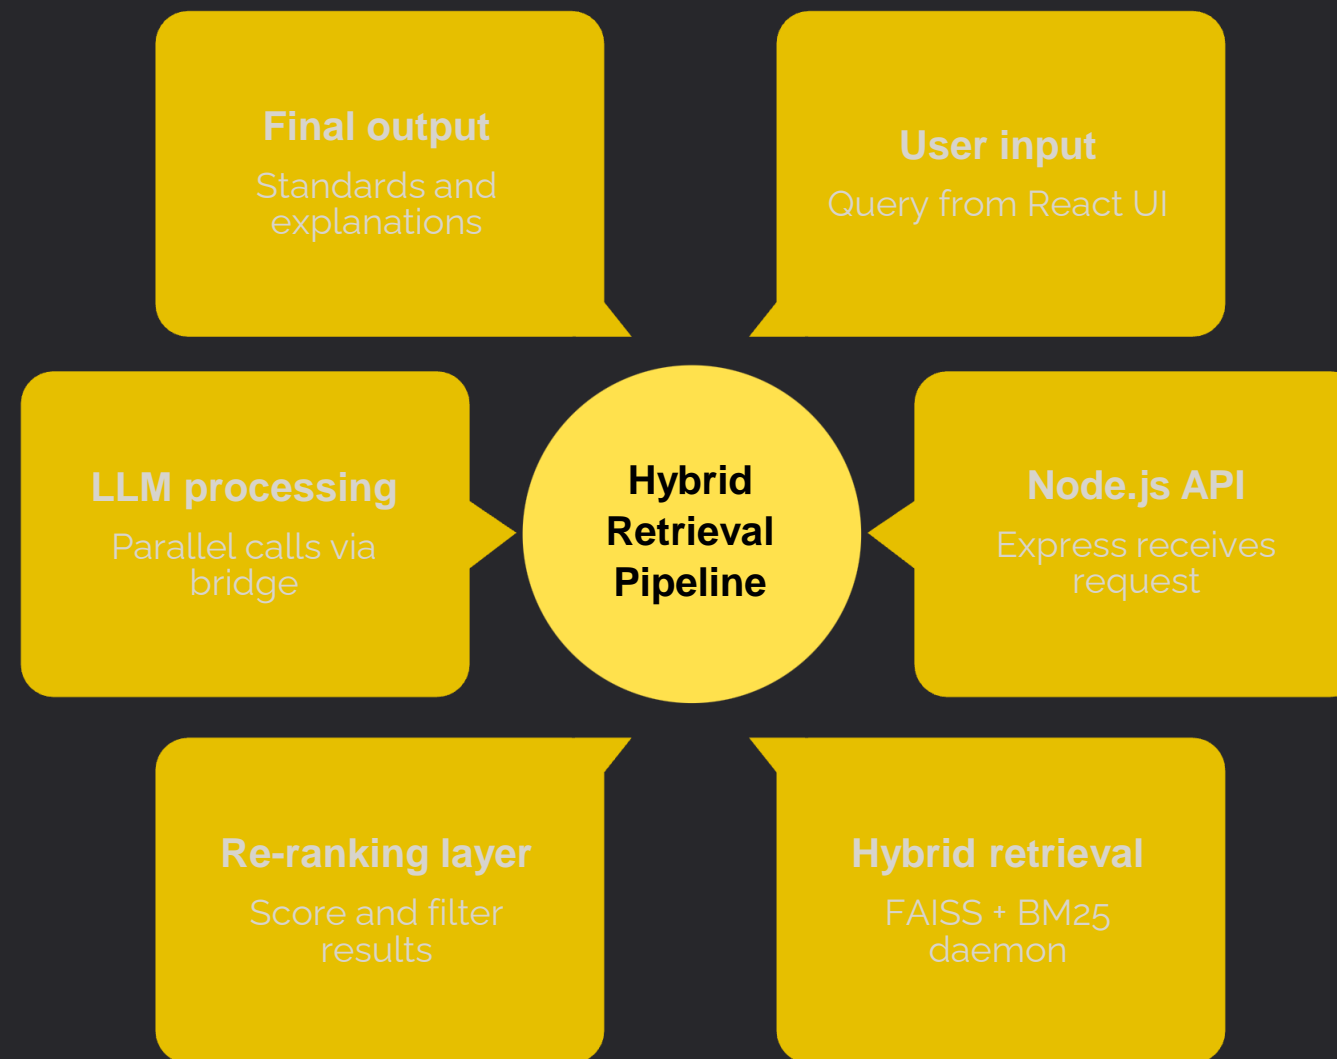 Final output
Standards and
explanations
User input
Query from React UI
LLM processing
Parallel calls via
bridge
Hybrid
Retrieval
Pipeline
Node.js API
Express receives
request
Re-ranking layer
Score and filter
results
Hybrid retrieval
FAISS + BM25
daemon